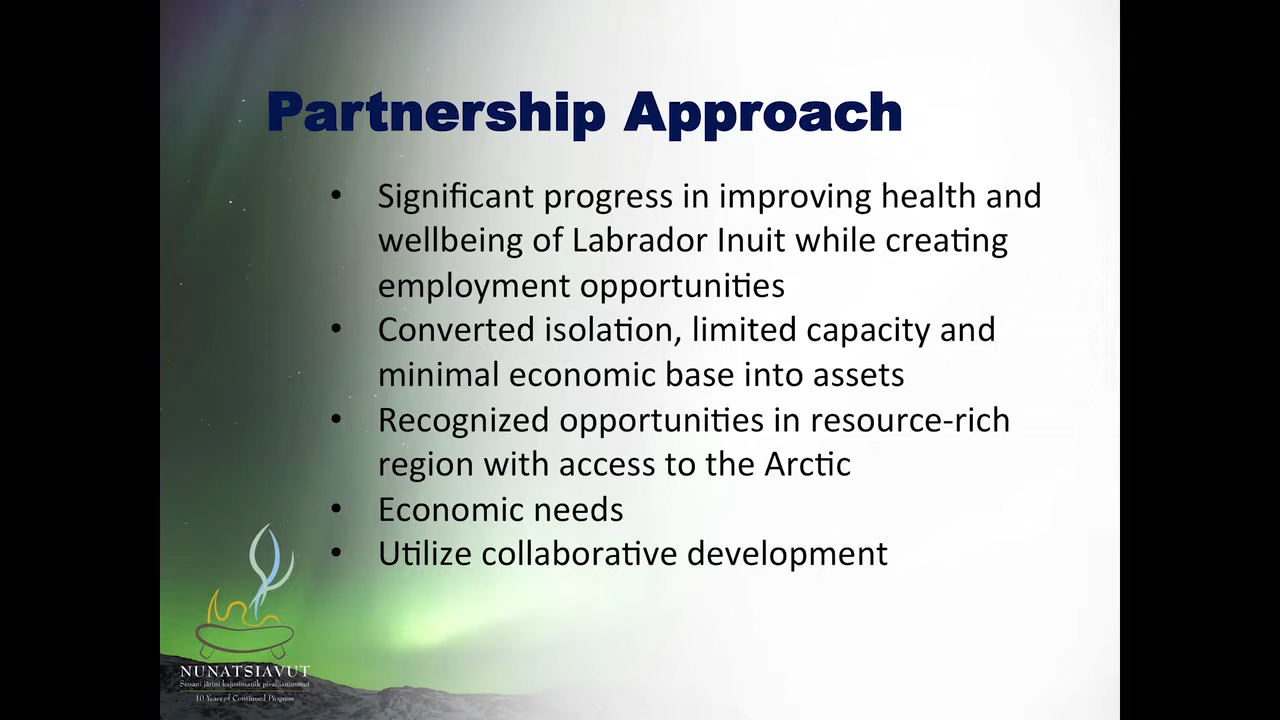 Partnership Approach
• Significant progress in improving health and
wellbeing of Labrador Inuit while creating
employment opportunities
• Converted isolation, limited capacity and
minimal economic base into assets
• Recognized opportunities in resource-rich
region with access to the Arctic
• Economic needs
• Utilize collaborative development
NUNATSIAVUT
10 Years of Continued Progress